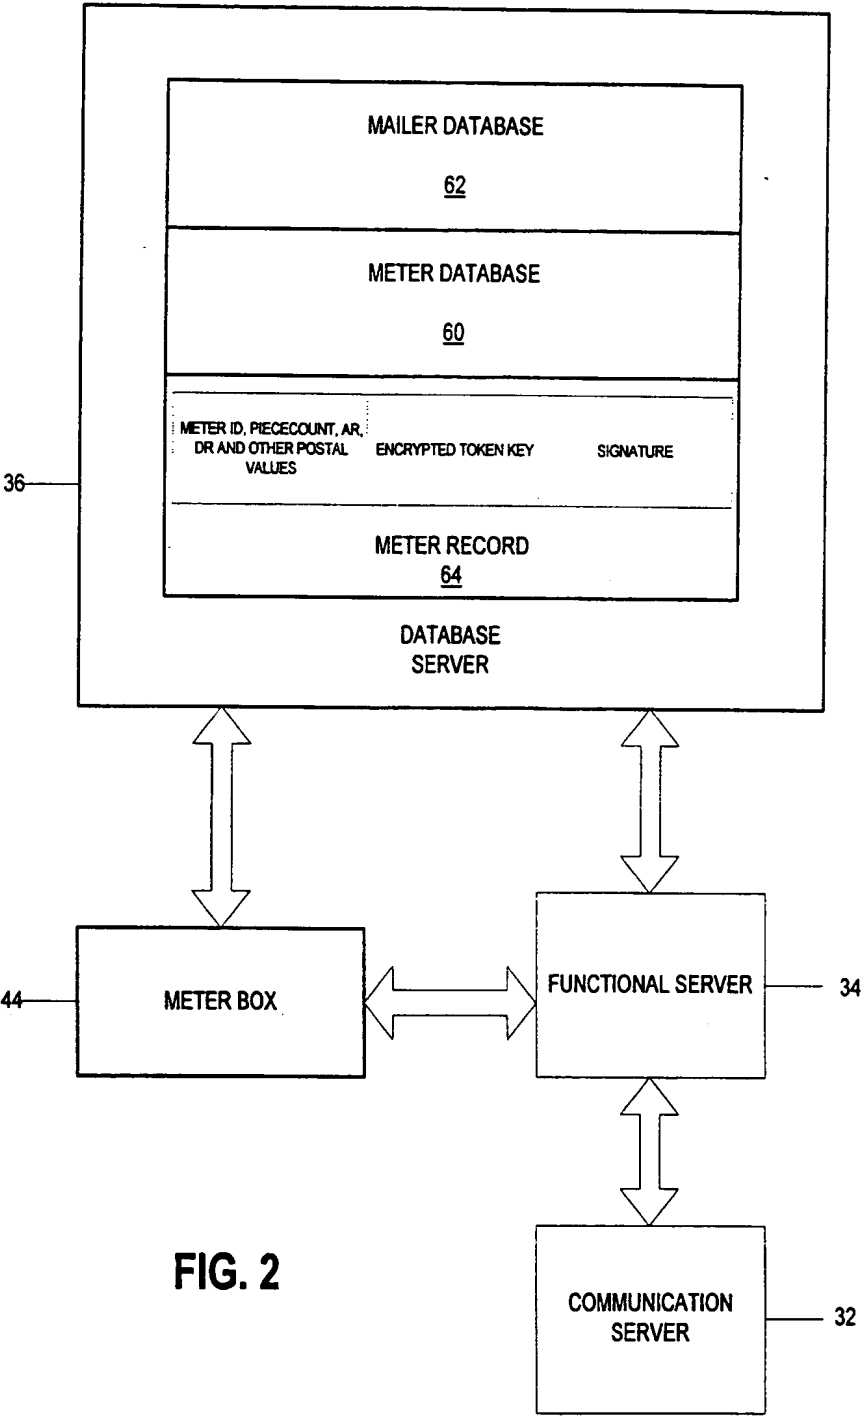 MAILER DATABASE
62
METER DATABASE
60
METER ID, PIECECOUNT, AR,
DR AND OTHER POSTAL
VALUES
ENCRYPTED TOKEN KEY
SIGNATURE
36
METER RECORD
64
DATABASE
SERVER
44
METER BOX
FUNCTIONAL SERVER
34
FIG. 2
COMMUNICATION
SERVER
32